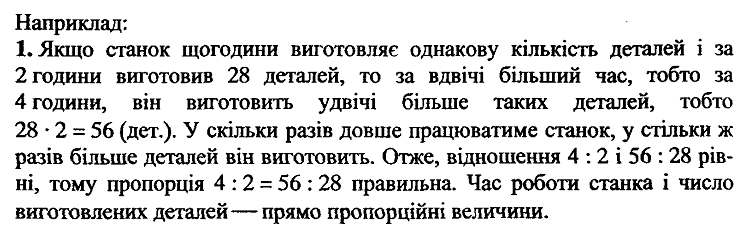 Наприклад:
1. Якщо станок щогодини виготовляє однакову кількість деталей і за
2 години виготовив 28 деталей, то за вдвічі більший час, тобто за
4 години, він виготовить удвічі більше таких деталей, тобто
28 · 2 = 56 (дет.). У скільки разів довше працюватиме станок, у стільки ж
разів більше деталей він виготовить. Отже, відношення 4 : 2 і 56 : 28 рів-
ні, тому пропорція 4 : 2 = 56 : 28 правильна. Час роботи станка і число
виготовлених деталей — прямо пропорційні величини.